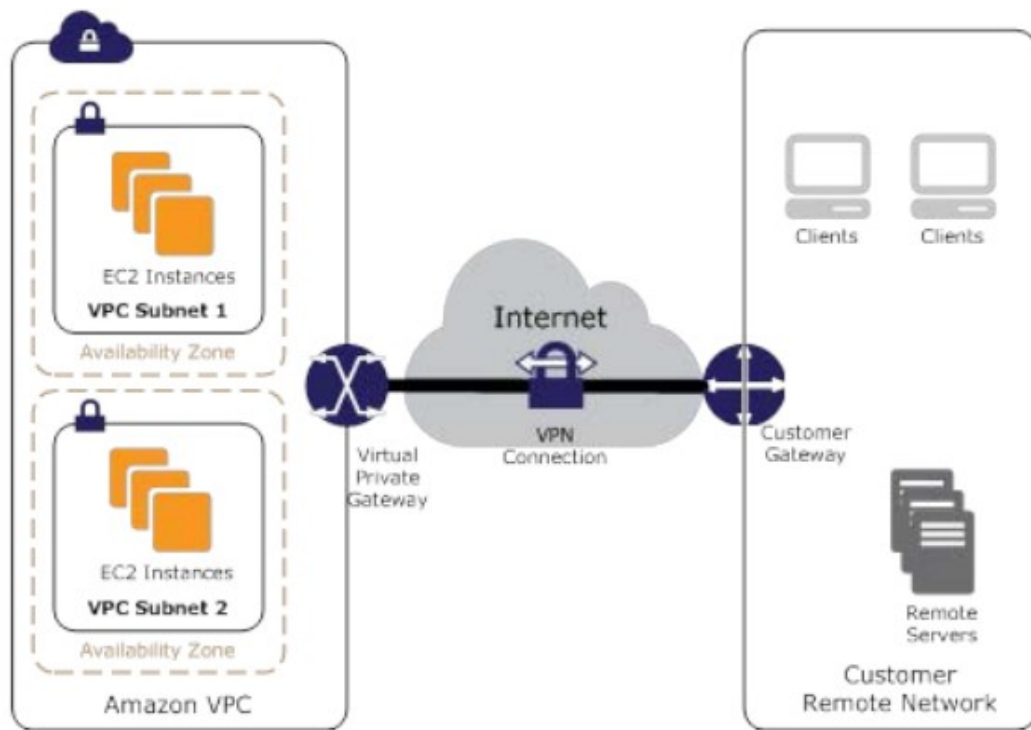 EC2 Instances
VPC Subnet 1
Availability Zone
EC2 Instances
VPC Subnet 2
Availability Zone
Amazon VPC
Virtual
Private
Gateway
Internet
VPN
Connection
Customer
Gateway
Clients
Clients
Remote
Servers
Customer
Remote Network